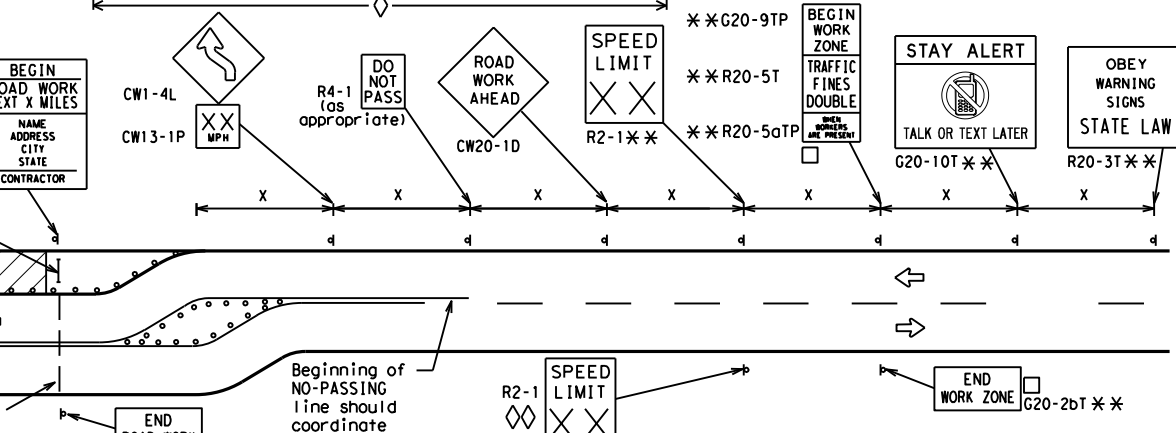 BEGIN
ROAD WORK
NEXT X MILES
NAME
ADDRESS
CITY
STATE
CONTRACTOR
CW1-4L
CW13-1P
XX
MPH
R4-1
(as
appropriate)
DO
NOT
PASS
ROAD
WORK
AHEAD
CW20-1D
SPEED
LIMIT
X X
R2-1**
**G20-9TP
**R20-5T
**R20-5aTP
BEGIN
WORK
ZONE
TRAFFIC
FINES
DOUBLE
WHEN
WORKERS
ARE PRESENT
STAY ALERT
TALK OR TEXT LATER
G20-10T**
OBEY
WARNING
SIGNS
STATE LAW
R20-3T**
X X X X X X X
Beginning of
NO-PASSING
line should
coordinate
R2-1
SPEED
LIMIT
X X
END
WORK ZONE
G20-2bT**
END
ROAD WORK